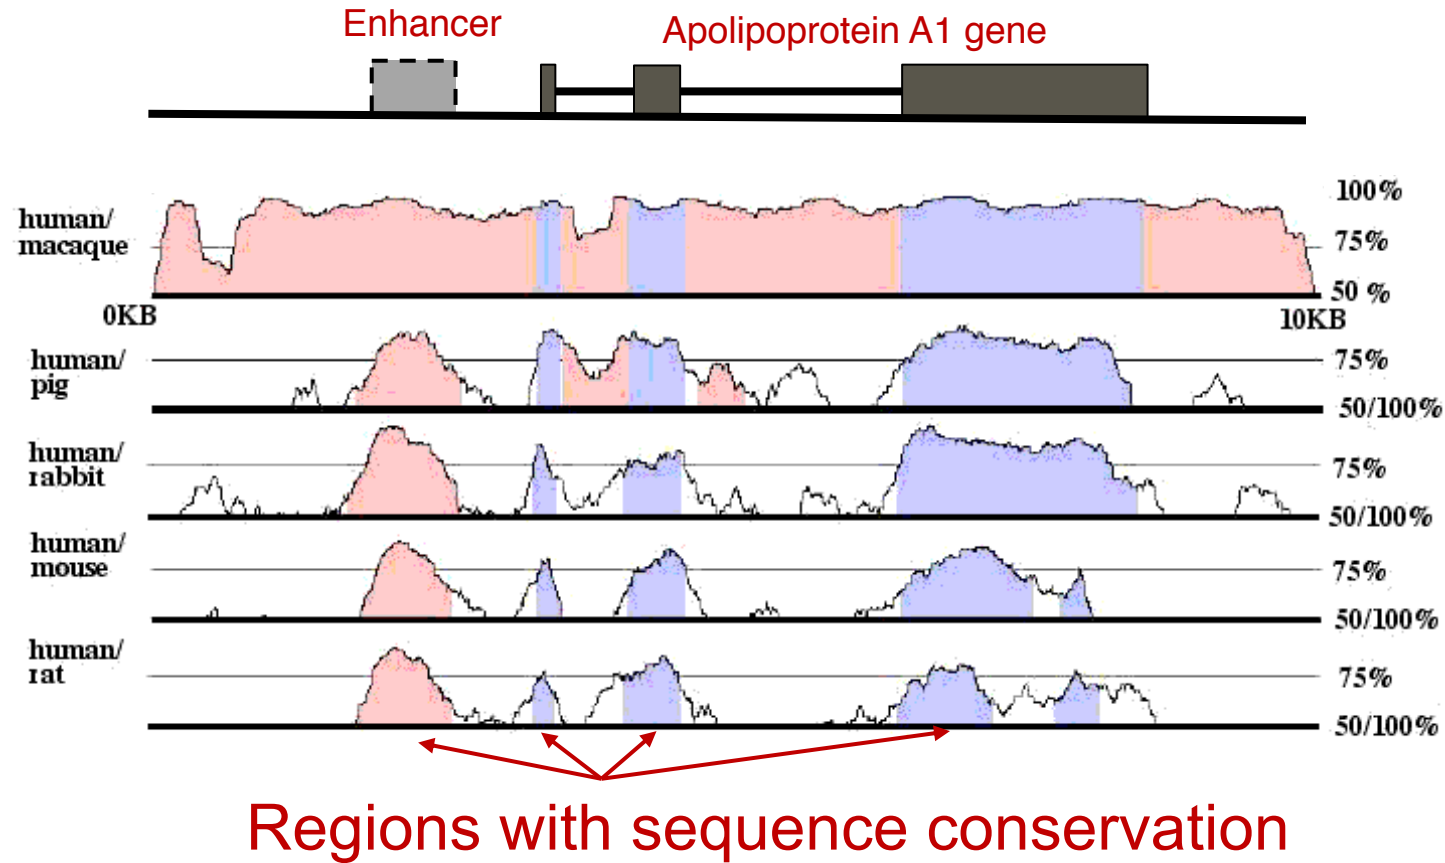 Enhancer
Apolipoprotein A1 gene
human/
macaque
100%
75%
50 %
0KB
10KB
human/
pig
75%
50/100%
human/
rabbit
75%
50/100%
human/
mouse
75%
50/100%
human/
rat
75%
50/100%
Regions with sequence conservation